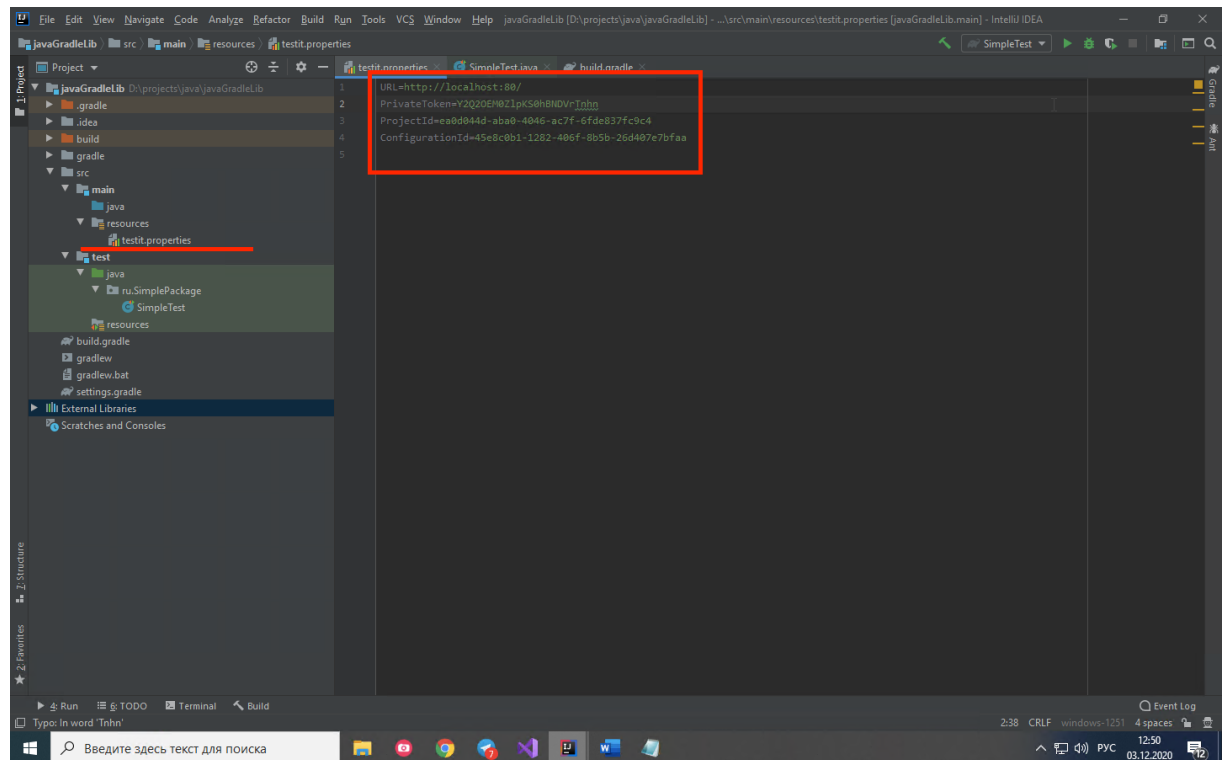 File Edit View Navigate Code Analyze Refactor Build Run Tools VCS Window Help javaGradleLib [D:\projects\java\javaGradleLib] - ...\src\main\resources\testit.properties [javaGradleLib.main] - IntelliJ IDEA
javaGradleLib src main resources testit.properties
SimpleTest
Project
testit.properties SimpleTest.java build.gradle
1: Project
Gradle
Ant
javaGradleLib D:\projects\java\javaGradleLib
.gradle
.idea
build
gradle
src
main
java
resources
testit.properties
test
java
ru.SimplePackage
SimpleTest
resources
build.gradle
gradlew
gradlew.bat
settings.gradle
External Libraries
Scratches and Consoles
1 URL=http://localhost:80/
2 PrivateToken=Y2Q2OEM0ZlpKS0hBNDVrTnhn
3 ProjectId=ea0d044d-aba0-4046-ac7f-6fde837fc9c4
4 ConfigurationId=45e8c0b1-1282-406f-8b5b-26d407e7bfaa
5
7: Structure
2: Favorites
4: Run 6: TODO Terminal Build
Event Log
Typo: In word 'Tnhn'
2:38 CRLF windows-1251 4 spaces
Введите здесь текст для поиска
РУС
12:50
03.12.2020
12